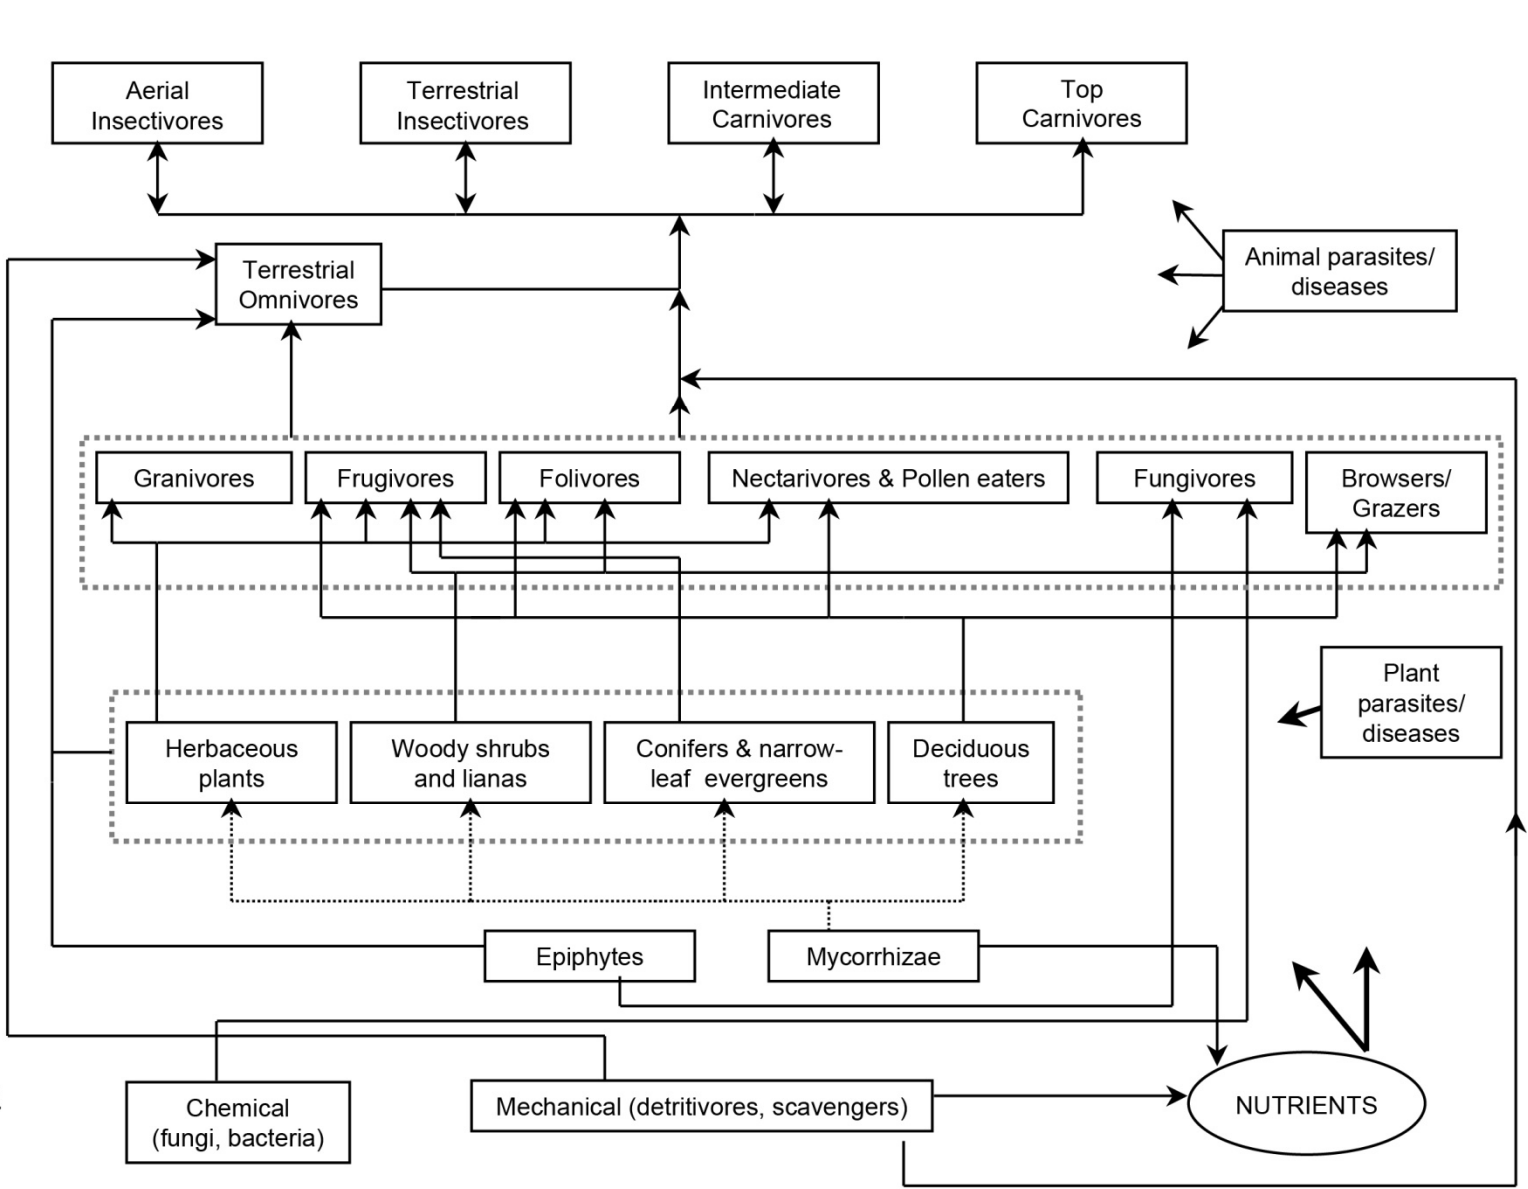 Aerial
Insectivores
Terrestrial
Insectivores
Intermediate
Carnivores
Top
Carnivores
Terrestrial
Omnivores
Animal parasites/
diseases
Granivores
Frugivores
Folivores
Nectarivores & Pollen eaters
Fungivores
Browsers/
Grazers
Plant
parasites/
diseases
Herbaceous
plants
Woody shrubs
and lianas
Conifers & narrow-
leaf evergreens
Deciduous
trees
Epiphytes
Mycorrhizae
Chemical
(fungi, bacteria)
Mechanical (detritivores, scavengers)
NUTRIENTS